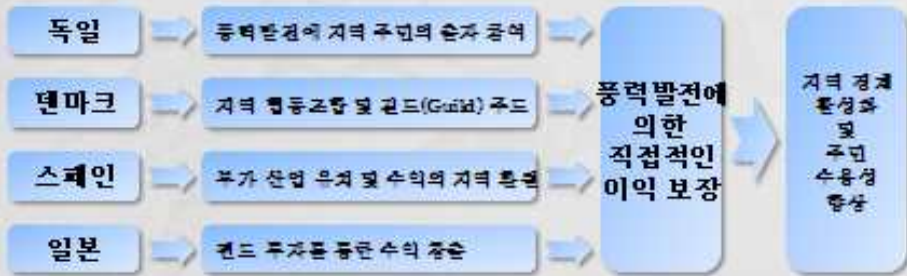 독일
풍력발전에 지역 주민의 출자 참여
덴마크
지역 협동조합 및 길드(Guild) 주도
스페인
부가 산업 유치 및 수익의 지역 환원
일본
펀드 투자를 통한 수익 창출
풍력발전에
의한
직접적인
이익 보장
지역 경제
활성화
및
주민
수용성
향상